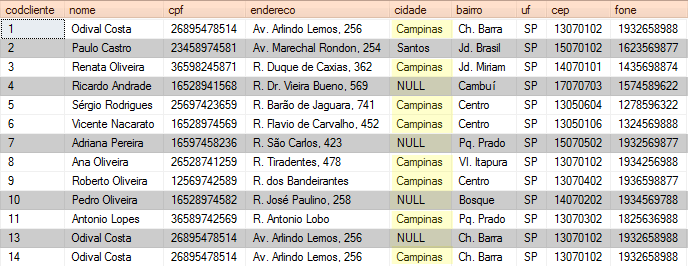 codcliente nome cpf endereco cidade bairro uf cep fone
1 Odival Costa 26895478514 Av. Arlindo Lemos, 256 Campinas Ch. Barra SP 13070102 1932658988
2 Paulo Castro 23458974581 Av. Marechal Rondon, 254 Santos Jd. Brasil SP 15070102 1623569877
3 Renata Oliveira 36598245871 R. Duque de Caxias, 362 Campinas Jd. Miriam SP 14070101 1435698874
4 Ricardo Andrade 16528941568 R. Dr. Vieira Bueno, 569 NULL Cambuí SP 17070703 1574589622
5 Sérgio Rodrigues 25697423659 R. Barão de Jaguara, 741 Campinas Centro SP 13050604 1278596322
6 Vicente Nacarato 16528974569 R. Flavio de Carvalho, 452 Campinas Centro SP 13050106 1324569888
7 Adriana Pereira 16597458236 R. São Carlos, 423 NULL Pq. Prado SP 15070502 1932569877
8 Ana Oliveira 26528741259 R. Tiradentes, 478 Campinas Vl. Itapura SP 13070102 1934256988
9 Roberto Oliveira 12569742589 R. dos Bandeirantes Campinas Centro SP 13070402 1936598877
10 Pedro Oliveira 16528974582 R. José Paulino, 258 NULL Bosque SP 14070202 1934569788
11 Antonio Lopes 36589742569 R. Antonio Lobo Campinas Pq. Prado SP 13070302 1825636988
13 Odival Costa 26895478514 Av. Arlindo Lemos, 256 NULL Ch. Barra SP 13070102 1932658988
14 Odival Costa 26895478514 Av. Arlindo Lemos, 256 Campinas Ch. Barra SP 13070102 1932658988